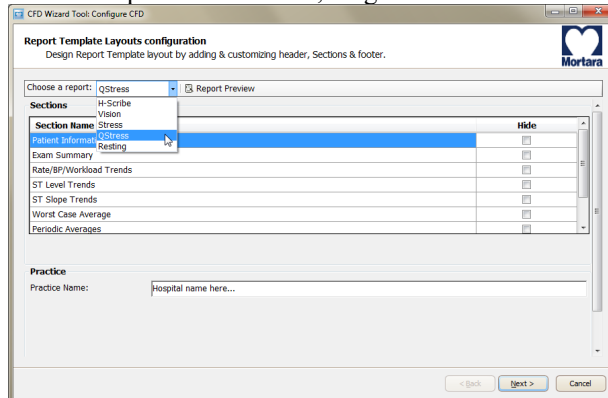 CFD Wizard Tool: Configure CFD
Report Template Layouts configuration
Design Report Template layout by adding & customizing header, Sections & footer.
Mortara
Choose a report: QStress Report Preview
H-Scribe
Vision
Stress
QStress
Resting
Sections
Section Name Hide
Patient Informati
Exam Summary
Rate/BP/Workload Trends
ST Level Trends
ST Slope Trends
Worst Case Average
Periodic Averages
Practice
Practice Name: Hospital name here...
< Back Next > Cancel